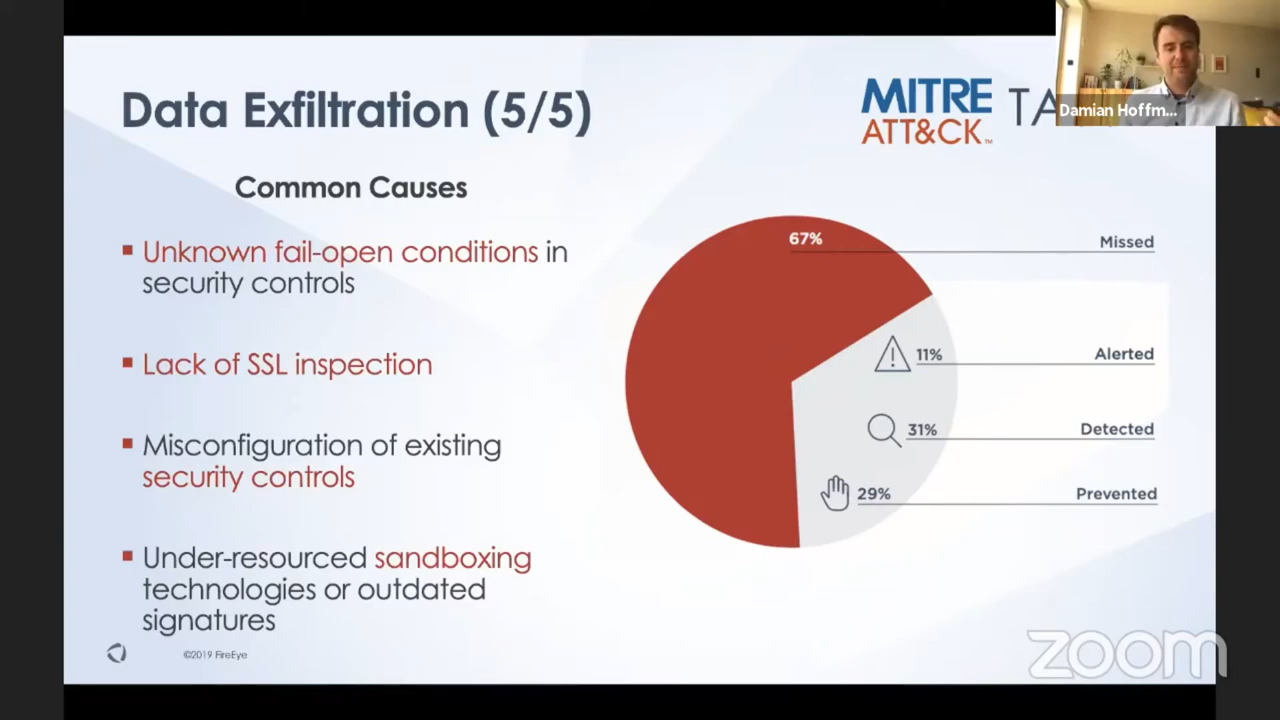 Data Exfiltration (5/5)
MITRE
ATT&CK™
Damian Hoffm...
Common Causes
▪ Unknown fail-open conditions in
security controls
▪ Lack of SSL inspection
▪ Misconfiguration of existing
security controls
▪ Under-resourced sandboxing
technologies or outdated
signatures
67% Missed
11% Alerted
31% Detected
29% Prevented
©2019 FireEye
zoom